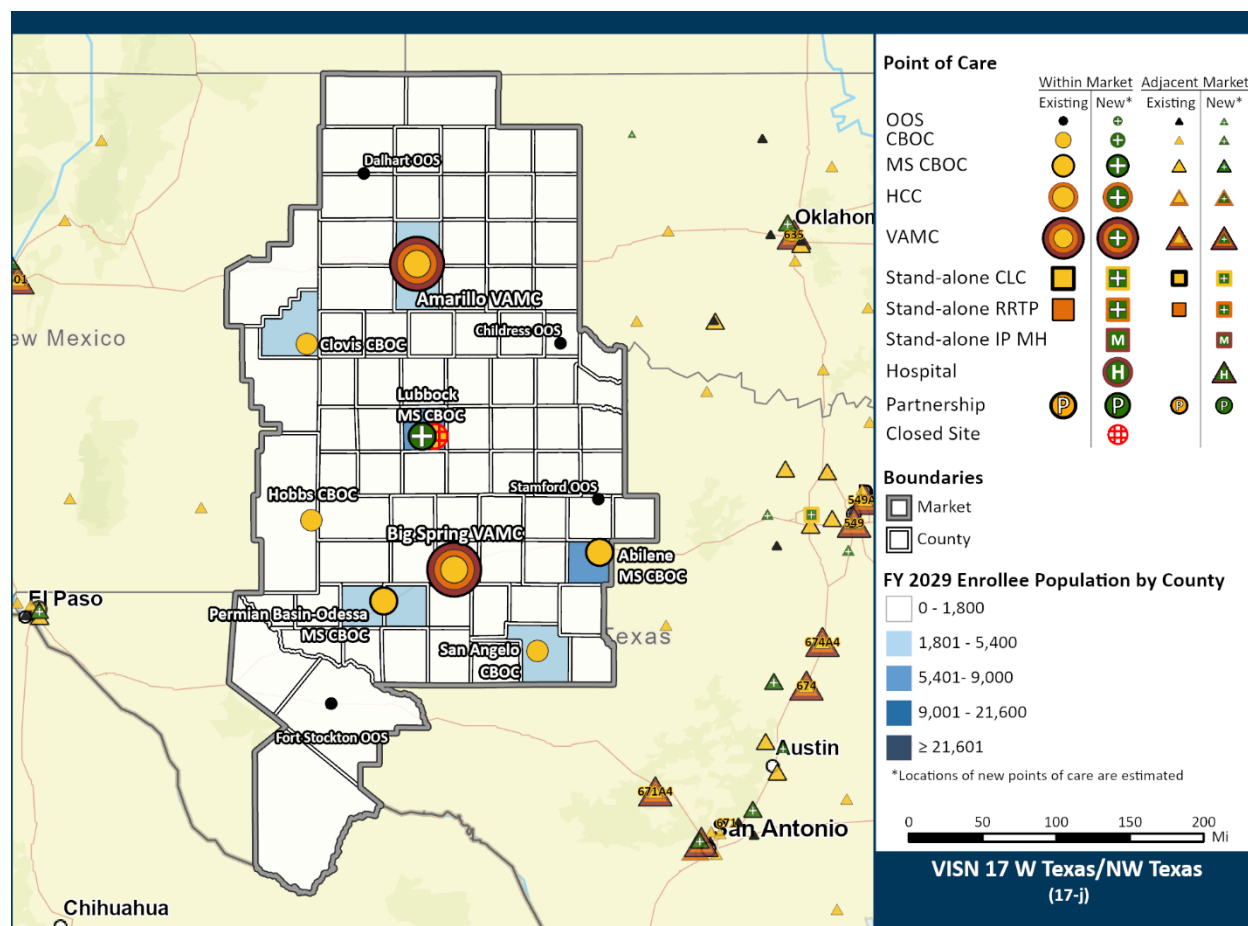 Dalhart OOS
Oklahom
635
Amarillo VAMC
01
ew Mexico
Clovis CBOC
Childress OOS
Lubbock
MS CBOC
Hobbs CBOC
Stamford OOS
549A
549
Big Spring VAMC
Abilene
MS CBOC
El Paso
Permian Basin-Odessa
MS CBOC
Texas
San Angelo
CBOC
674A4
674
Fort Stockton OOS
Austin
671A4
671
San Antonio
Chihuahua
Point of Care
Within Market Adjacent Market
Existing New* Existing New*
OOS
CBOC
MS CBOC
HCC
VAMC
Stand-alone CLC
Stand-alone RRTP
Stand-alone IP MH M M
Hospital H H
Partnership P P P P
Closed Site
Boundaries
Market
County
FY 2029 Enrollee Population by County
0 - 1,800
1,801 - 5,400
5,401- 9,000
9,001 - 21,600
≥ 21,601
*Locations of new points of care are estimated
0 50 100 150 200
Mi
VISN 17 W Texas/NW Texas
(17-j)